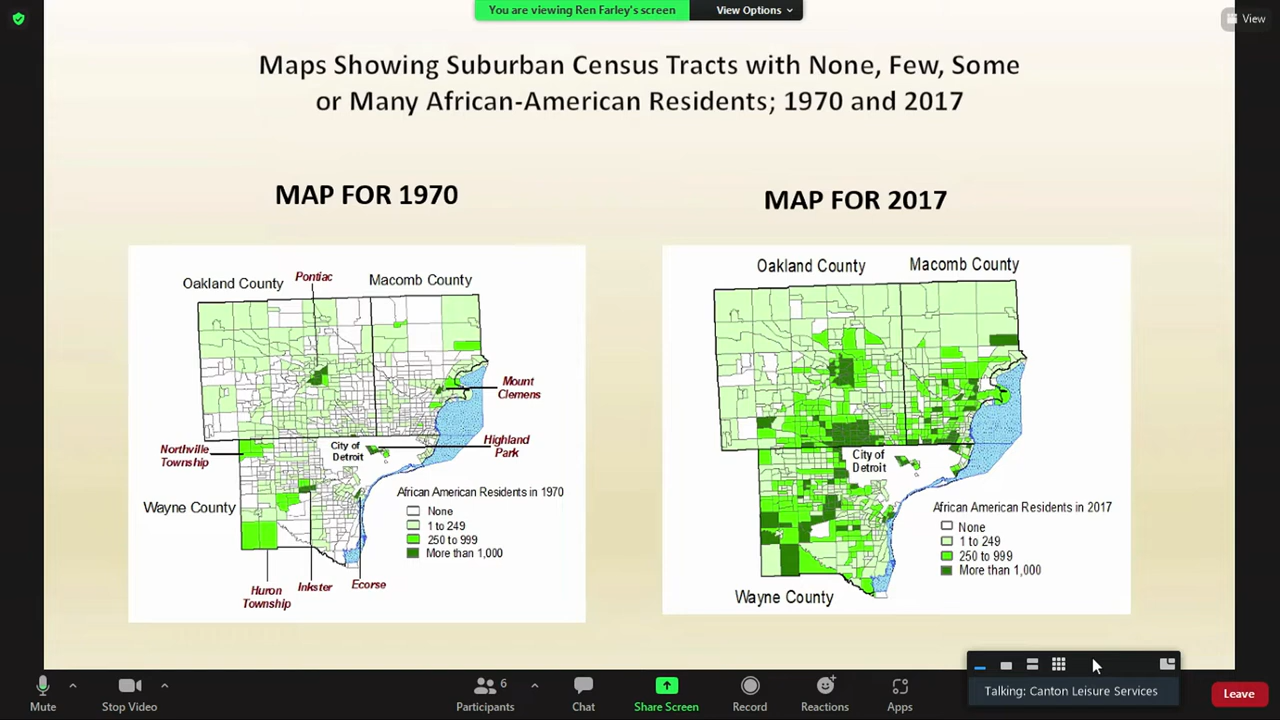 You are viewing Ren Farley's screen
View Options
View
Maps Showing Suburban Census Tracts with None, Few, Some
or Many African-American Residents; 1970 and 2017
MAP FOR 1970
Oakland County
Pontiac
Macomb County
Mount
Clemens
Highland
Park
City of
Detroit
Northville
Township
Wayne County
African American Residents in 1970
None
1 to 249
250 to 999
More than 1,000
Huron
Township
Inkster
Ecorse
MAP FOR 2017
Oakland County
Macomb County
City of
Detroit
African American Residents in 2017
None
1 to 249
250 to 999
More than 1,000
Wayne County
Talking: Canton Leisure Services
Mute
Stop Video
6
Participants
Chat
Share Screen
Record
Reactions
Apps
Leave